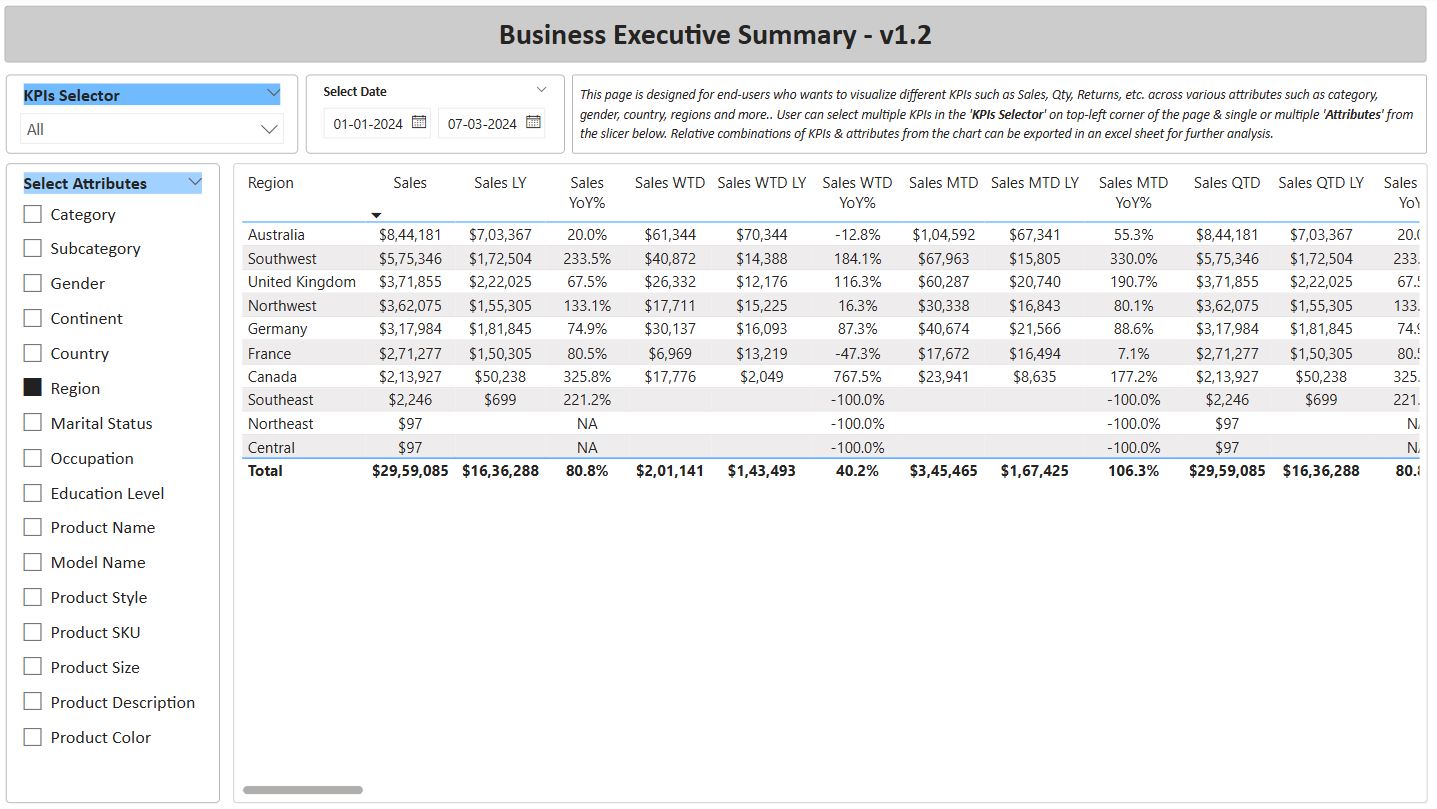 Business Executive Summary - v1.2
KPIs Selector
All
Select Date
01-01-2024 07-03-2024
This page is designed for end-users who wants to visualize different KPIs such as Sales, Qty, Returns, etc. across various attributes such as category,
gender, country, regions and more.. User can select multiple KPIs in the 'KPIs Selector' on top-left corner of the page & single or multiple 'Attributes' from
the slicer below. Relative combinations of KPIs & attributes from the chart can be exported in an excel sheet for further analysis.
Select Attributes
Category
Subcategory
Gender
Continent
Country
Region
Marital Status
Occupation
Education Level
Product Name
Model Name
Product Style
Product SKU
Product Size
Product Description
Product Color
Region Sales Sales LY Sales YoY% Sales WTD Sales WTD LY Sales WTD YoY% Sales MTD Sales MTD LY Sales MTD YoY% Sales QTD Sales QTD LY Sales
Australia $8,44,181 $7,03,367 20.0% $61,344 $70,344 -12.8% $1,04,592 $67,341 55.3% $8,44,181 $7,03,367 20.0
Southwest $5,75,346 $1,72,504 233.5% $40,872 $14,388 184.1% $67,963 $15,805 330.0% $5,75,346 $1,72,504 233.
United Kingdom $3,71,855 $2,22,025 67.5% $26,332 $12,176 116.3% $60,287 $20,740 190.7% $3,71,855 $2,22,025 67.5
Northwest $3,62,075 $1,55,305 133.1% $17,711 $15,225 16.3% $30,338 $16,843 80.1% $3,62,075 $1,55,305 133.
Germany $3,17,984 $1,81,845 74.9% $30,137 $16,093 87.3% $40,674 $21,566 88.6% $3,17,984 $1,81,845 74.9
France $2,71,277 $1,50,305 80.5% $6,969 $13,219 -47.3% $17,672 $16,494 7.1% $2,71,277 $1,50,305 80.5
Canada $2,13,927 $50,238 325.8% $17,776 $2,049 767.5% $23,941 $8,635 177.2% $2,13,927 $50,238 325.
Southeast $2,246 $699 221.2% -100.0% -100.0% $2,246 $699 221.
Northeast $97 NA -100.0% -100.0% $97
Central $97 NA -100.0% -100.0% $97
Total $29,59,085 $16,36,288 80.8% $2,01,141 $1,43,493 40.2% $3,45,465 $1,67,425 106.3% $29,59,085 $16,36,288 80.8